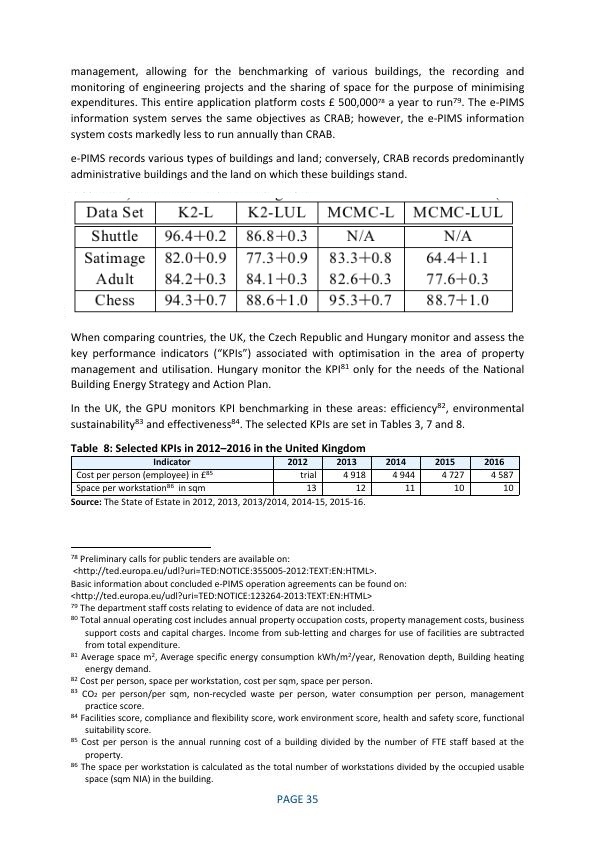 management, allowing for the benchmarking of various buildings, the recording and
monitoring of engineering projects and the sharing of space for the purpose of minimising
expenditures. This entire application platform costs £ 500,000⁷⁸ a year to run⁷⁹. The e-PIMS
information system serves the same objectives as CRAB; however, the e-PIMS information
system costs markedly less to run annually than CRAB.
e-PIMS records various types of buildings and land; conversely, CRAB records predominantly
administrative buildings and the land on which these buildings stand.
Data Set K2-L K2-LUL MCMC-L MCMC-LUL
Shuttle 96.4+0.2 86.8+0.3 N/A N/A
Satimage 82.0+0.9 77.3+0.9 83.3+0.8 64.4+1.1
Adult 84.2+0.3 84.1+0.3 82.6+0.3 77.6+0.3
Chess 94.3+0.7 88.6+1.0 95.3+0.7 88.7+1.0
When comparing countries, the UK, the Czech Republic and Hungary monitor and assess the
key performance indicators (“KPIs”) associated with optimisation in the area of property
management and utilisation. Hungary monitor the KPI⁸¹ only for the needs of the National
Building Energy Strategy and Action Plan.
In the UK, the GPU monitors KPI benchmarking in these areas: efficiency⁸², environmental
sustainability⁸³ and effectiveness⁸⁴. The selected KPIs are set in Tables 3, 7 and 8.
Table 8: Selected KPIs in 2012–2016 in the United Kingdom
Indicator 2012 2013 2014 2015 2016
Cost per person (employee) in £⁸⁵ trial 4 918 4 944 4 727 4 587
Space per workstation⁸⁶ in sqm 13 12 11 10 10
Source: The State of Estate in 2012, 2013, 2013/2014, 2014-15, 2015-16.
⁷⁸ Preliminary calls for public tenders are available on:
<http://ted.europa.eu/udl?uri=TED:NOTICE:355005-2012:TEXT:EN:HTML>.
Basic information about concluded e-PIMS operation agreements can be found on:
<http://ted.europa.eu/udl?uri=TED:NOTICE:123264-2013:TEXT:EN:HTML>
⁷⁹ The department staff costs relating to evidence of data are not included.
⁸⁰ Total annual operating cost includes annual property occupation costs, property management costs, business
support costs and capital charges. Income from sub-letting and charges for use of facilities are subtracted
from total expenditure.
⁸¹ Average space m², Average specific energy consumption kWh/m²/year, Renovation depth, Building heating
energy demand.
⁸² Cost per person, space per workstation, cost per sqm, space per person.
⁸³ CO₂ per person/per sqm, non-recycled waste per person, water consumption per person, management
practice score.
⁸⁴ Facilities score, compliance and flexibility score, work environment score, health and safety score, functional
suitability score.
⁸⁵ Cost per person is the annual running cost of a building divided by the number of FTE staff based at the
property.
⁸⁶ The space per workstation is calculated as the total number of workstations divided by the occupied usable
space (sqm NIA) in the building.
PAGE 35